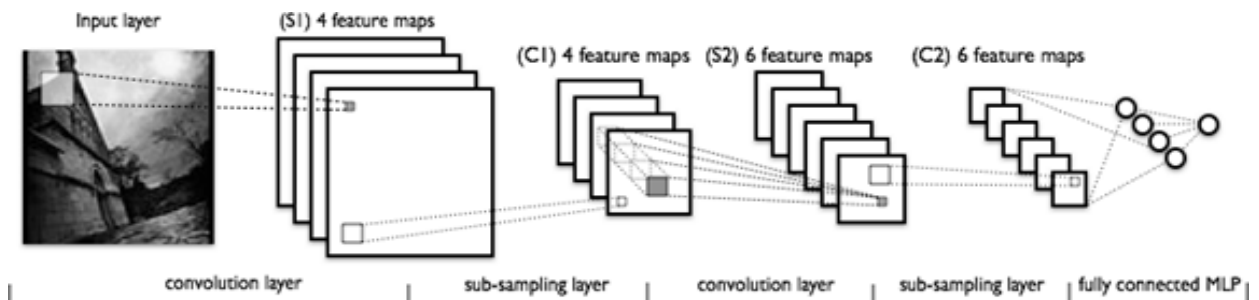 Input layer
(S1) 4 feature maps
(C1) 4 feature maps
(S2) 6 feature maps
(C2) 6 feature maps
convolution layer
sub-sampling layer
convolution layer
sub-sampling layer
fully connected MLP